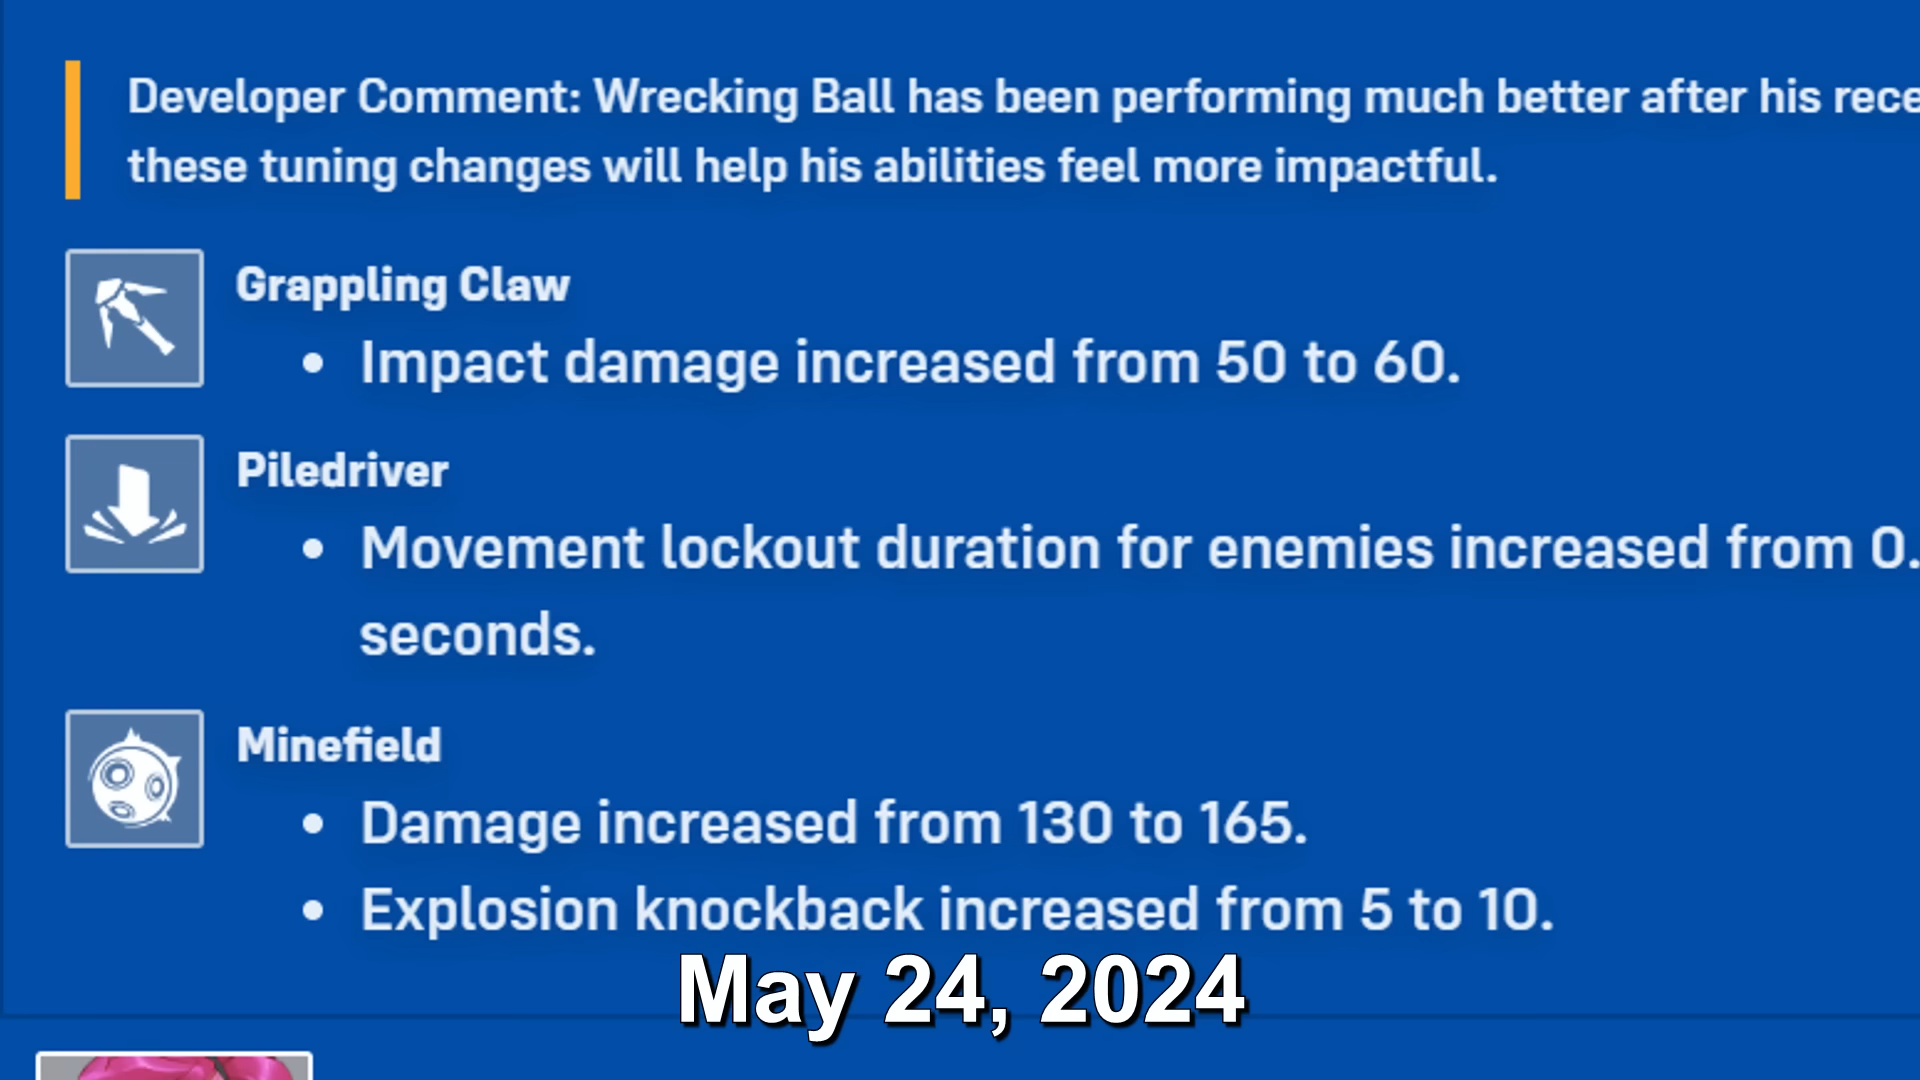 Developer Comment: Wrecking Ball has been performing much better after his
these tuning changes will help his abilities feel more impactful.
Grappling Claw
• Impact damage increased from 50 to 60.
Piledriver
• Movement lockout duration for enemies increased from 0.
seconds.
Minefield
• Damage increased from 130 to 165.
• Explosion knockback increased from 5 to 10.
May 24, 2024